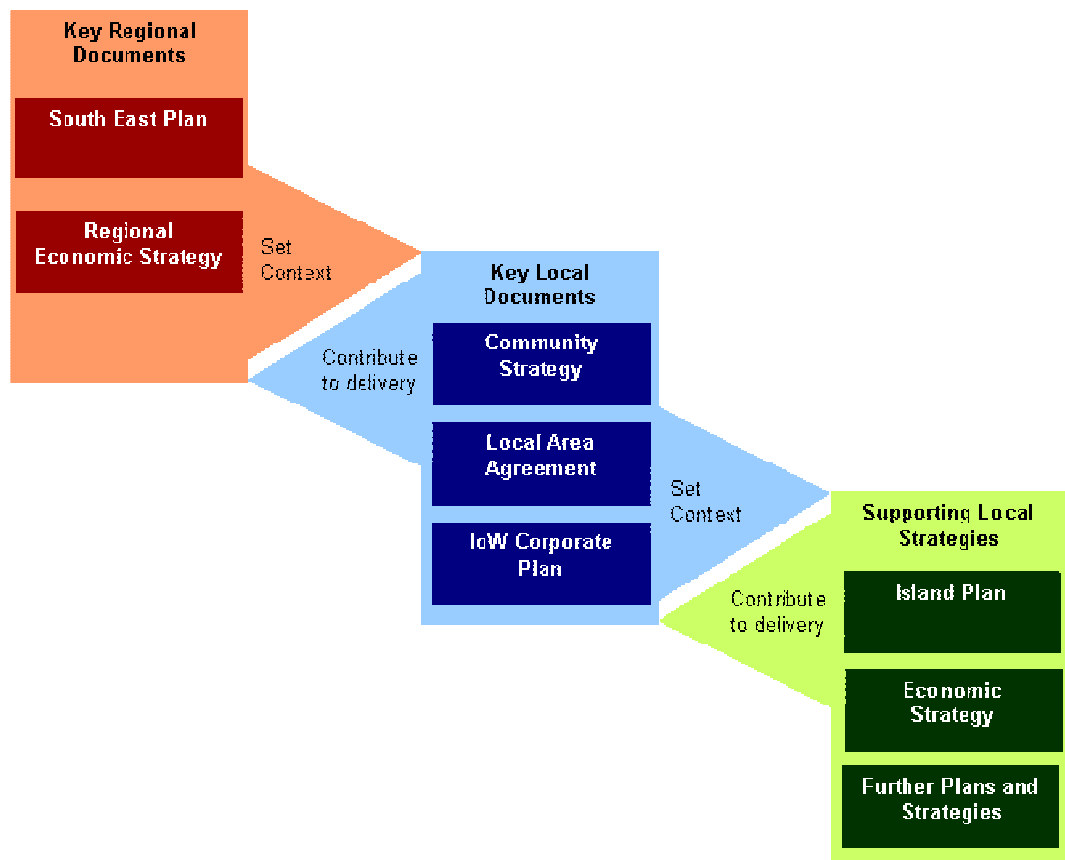 Key Regional
Documents
South East Plan
Regional
Economic Strategy
Set
Context
Key Local
Documents
Contribute
to delivery
Community
Strategy
Local Area
Agreement
IoW Corporate
Plan
Set
Context
Supporting Local
Strategies
Contribute
to delivery
Island Plan
Economic
Strategy
Further Plans and
Strategies